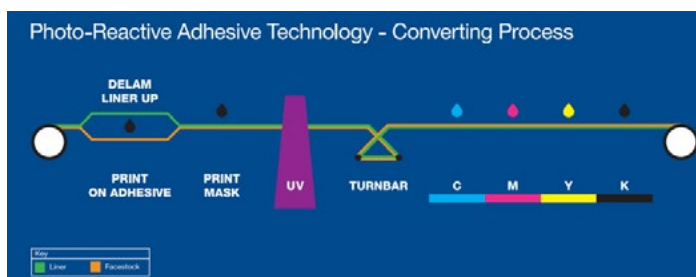 Photo-Reactive Adhesive Technology - Converting Process
DELAM
LINER UP
PRINT
ON ADHESIVE
PRINT
MASK
UV
TURNBAR
C
M
Y
K
Key
Liner
Facestock